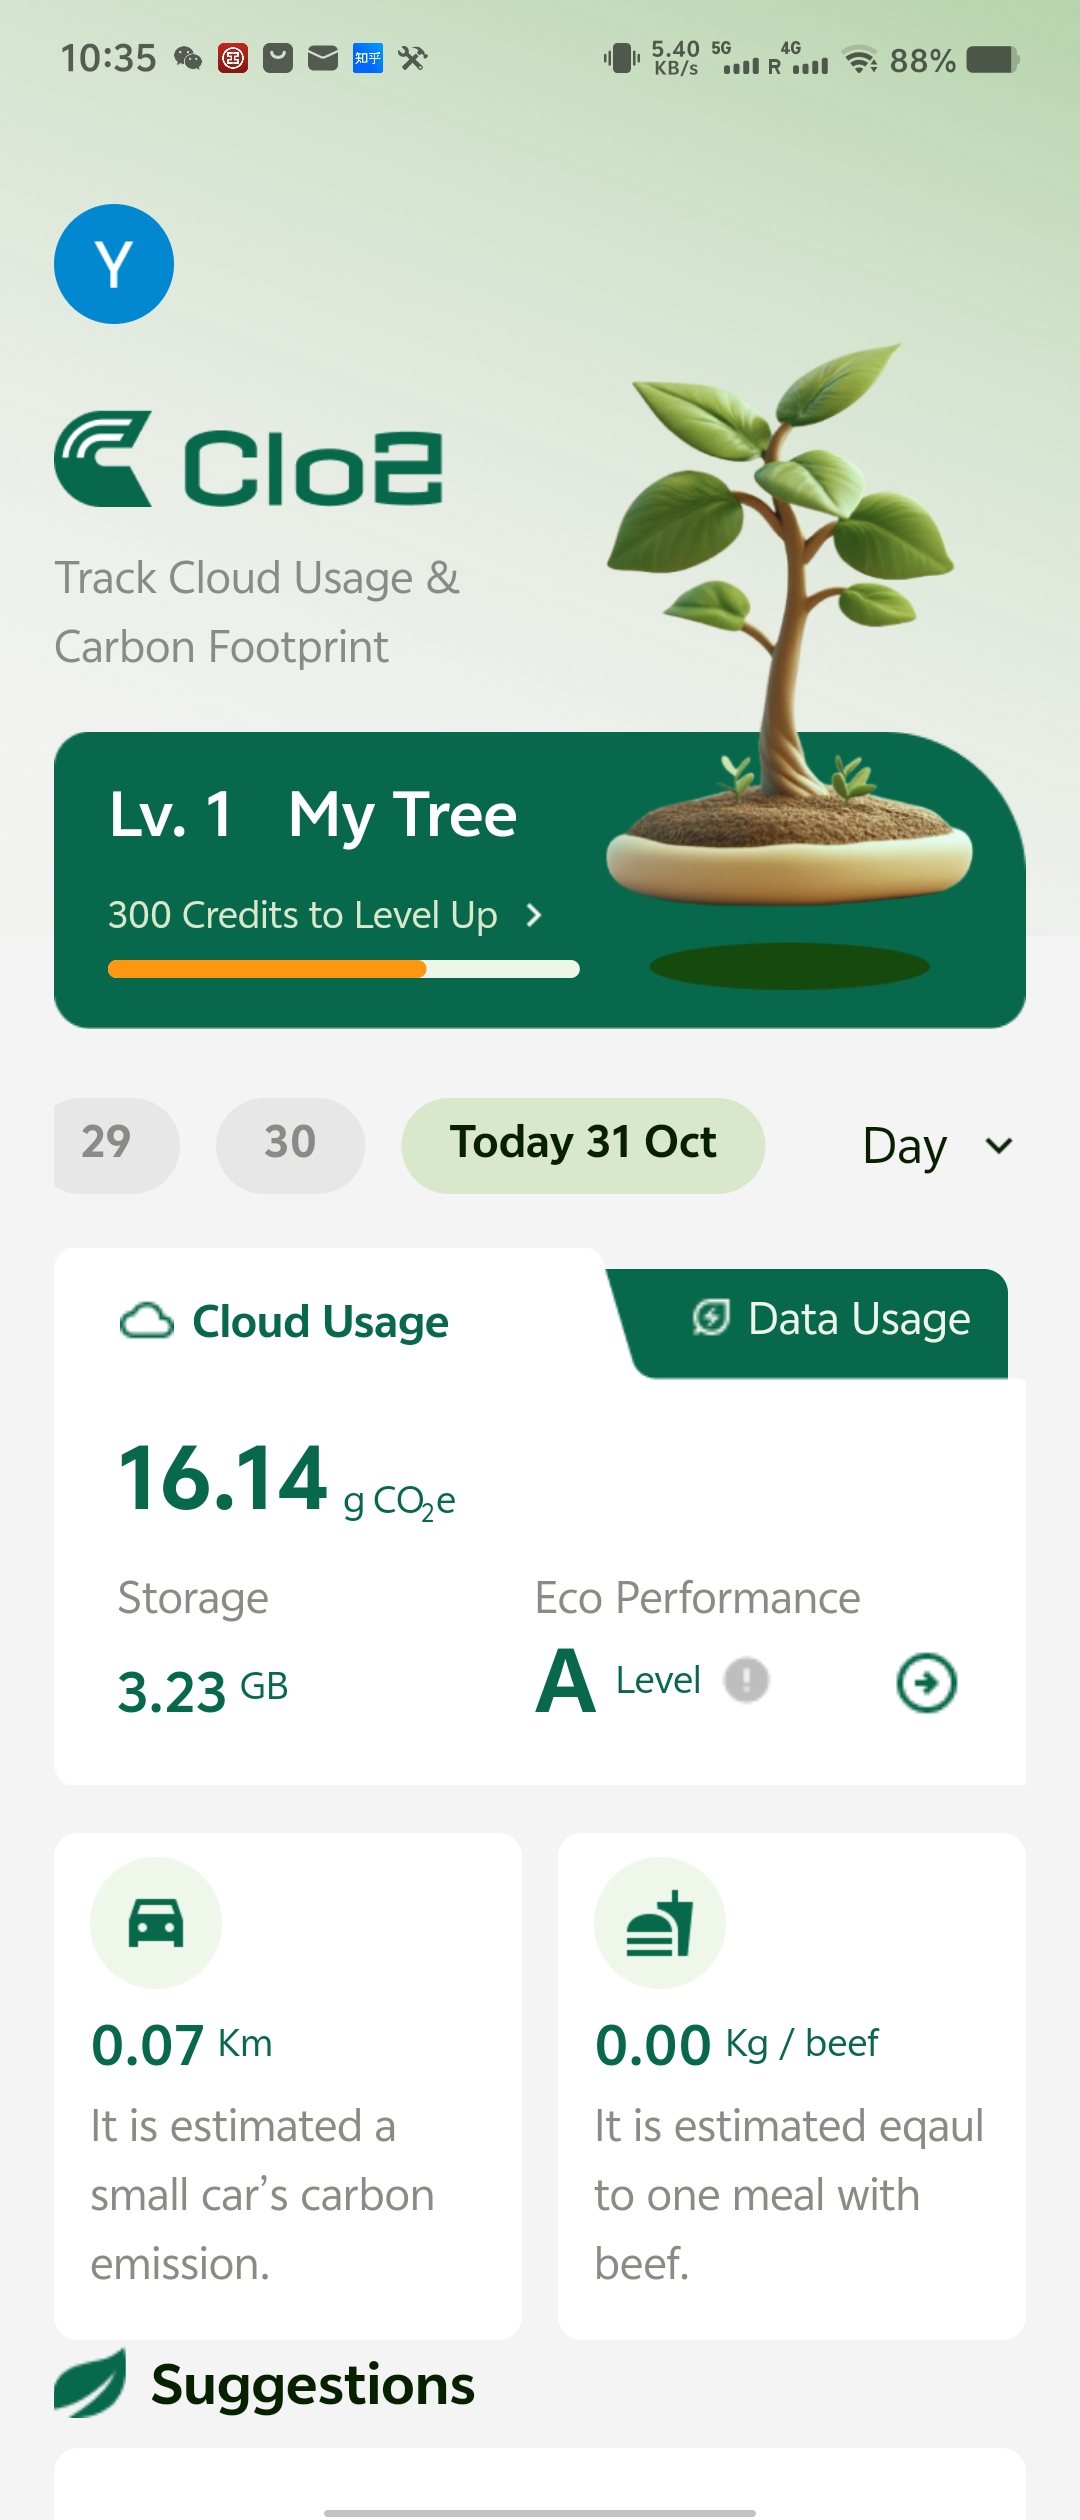 10:35
知乎
5.40 KB/s
5G
R
4G
88%
Y
Clo2
Track Cloud Usage &
Carbon Footprint
Lv. 1 My Tree
300 Credits to Level Up
29
30
Today 31 Oct
Day
Cloud Usage
Data Usage
16.14 g CO₂e
Storage
Eco Performance
3.23 GB
A Level
0.07 Km
It is estimated a
small car’s carbon
emission.
0.00 Kg / beef
It is estimated eqaul
to one meal with
beef.
Suggestions